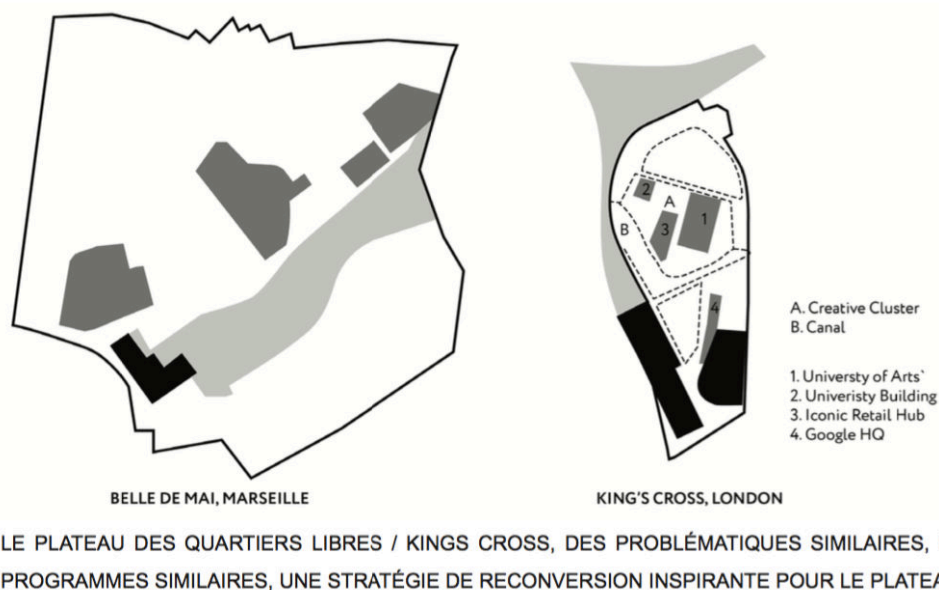 2
A
1
3
B
4
A. Creative Cluster
B. Canal
1. Universty of Arts`
2. Univeristy Building
3. Iconic Retail Hub
4. Google HQ
BELLE DE MAI, MARSEILLE
KING'S CROSS, LONDON
LE PLATEAU DES QUARTIERS LIBRES / KINGS CROSS, DES PROBLÉMATIQUES SIMILAIRES,
PROGRAMMES SIMILAIRES, UNE STRATÉGIE DE RECONVERSION INSPIRANTE POUR LE